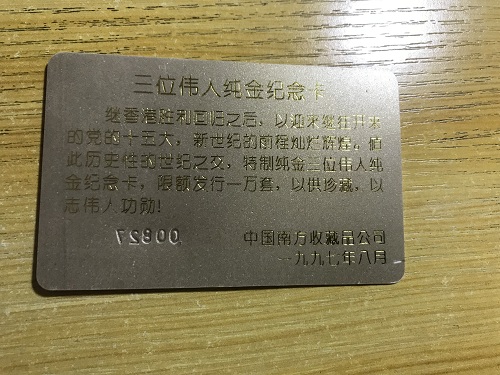 三位伟人纯金纪念卡
继香港胜利回归之后，以迎来继往开来
的党的十五大，新世纪的前程灿烂辉煌。值
此历史性的世纪之交，特制纯金三位伟人纯
金纪念卡，限额发行一万套，以供珍藏，以
志伟人功勋!
00827
中国南方收藏品公司
一九九七年八月